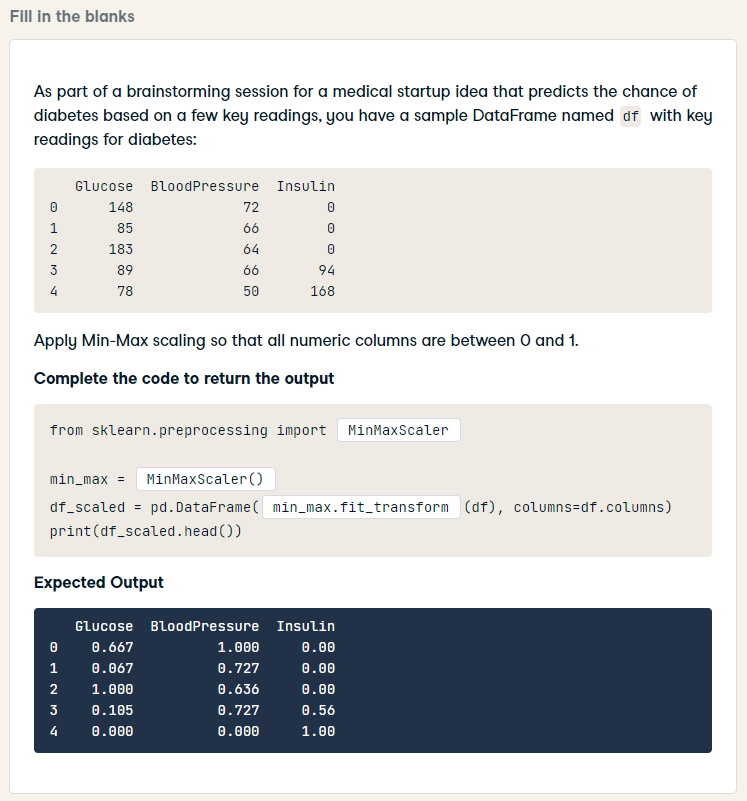 Fill in the blanks
As part of a brainstorming session for a medical startup idea that predicts the chance of
diabetes based on a few key readings, you have a sample DataFrame named df with key
readings for diabetes:
Glucose BloodPressure Insulin
0 148 72 0
1 85 66 0
2 183 64 0
3 89 66 94
4 78 50 168
Apply Min-Max scaling so that all numeric columns are between 0 and 1.
Complete the code to return the output
from sklearn.preprocessing import MinMaxScaler
min_max = MinMaxScaler()
df_scaled = pd.DataFrame( min_max.fit_transform (df), columns=df.columns)
print(df_scaled.head())
Expected Output
Glucose BloodPressure Insulin
0 0.667 1.000 0.00
1 0.067 0.727 0.00
2 1.000 0.636 0.00
3 0.105 0.727 0.56
4 0.000 0.000 1.00